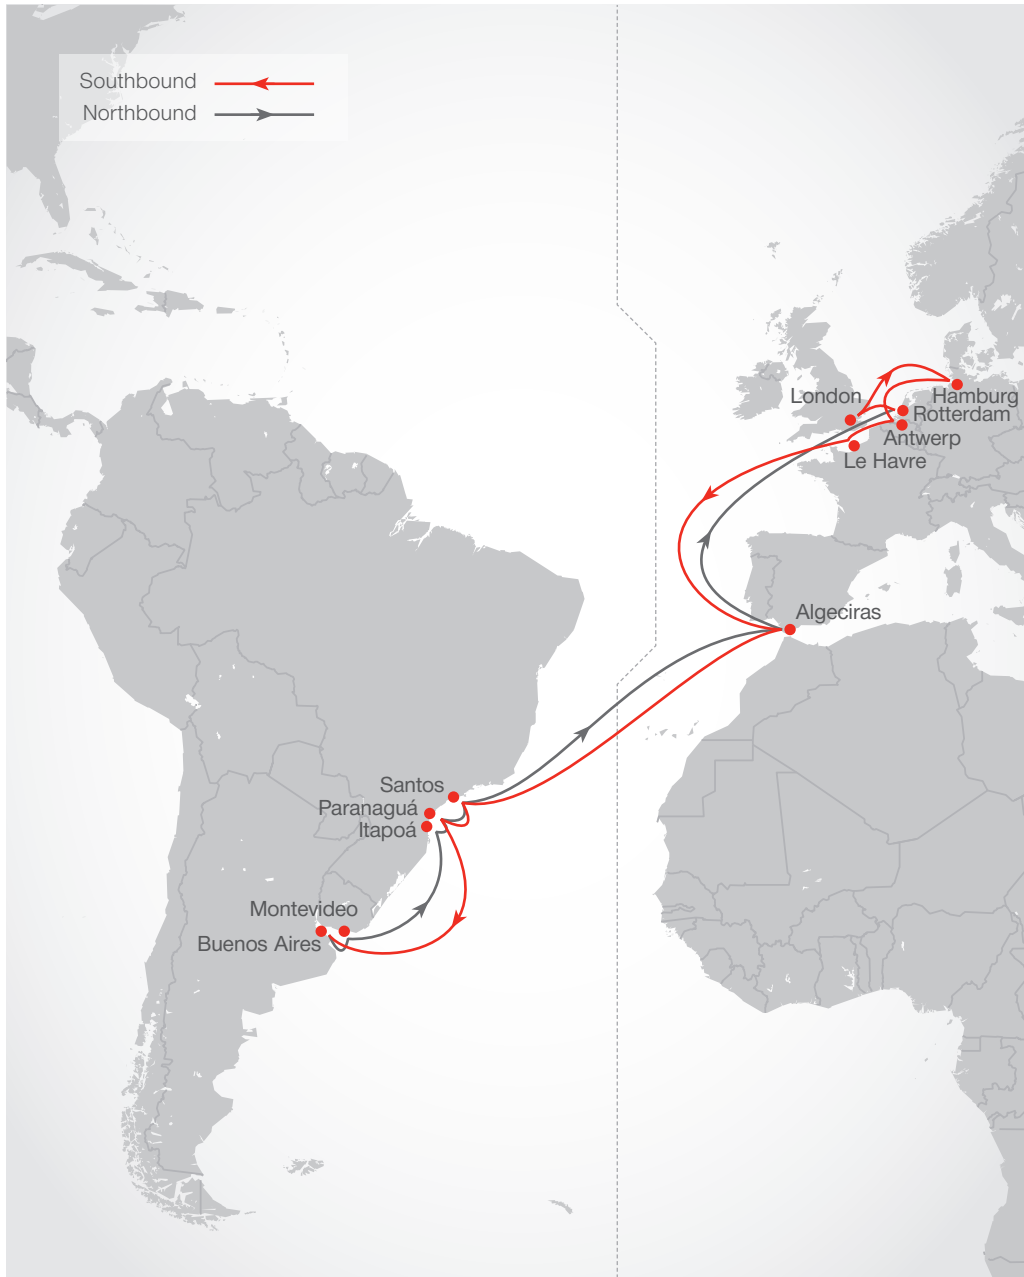 Southbound
Northbound
London
Hamburg
Rotterdam
Antwerp
Le Havre
Algeciras
Santos
Paranaguá
Itapoá
Montevideo
Buenos Aires